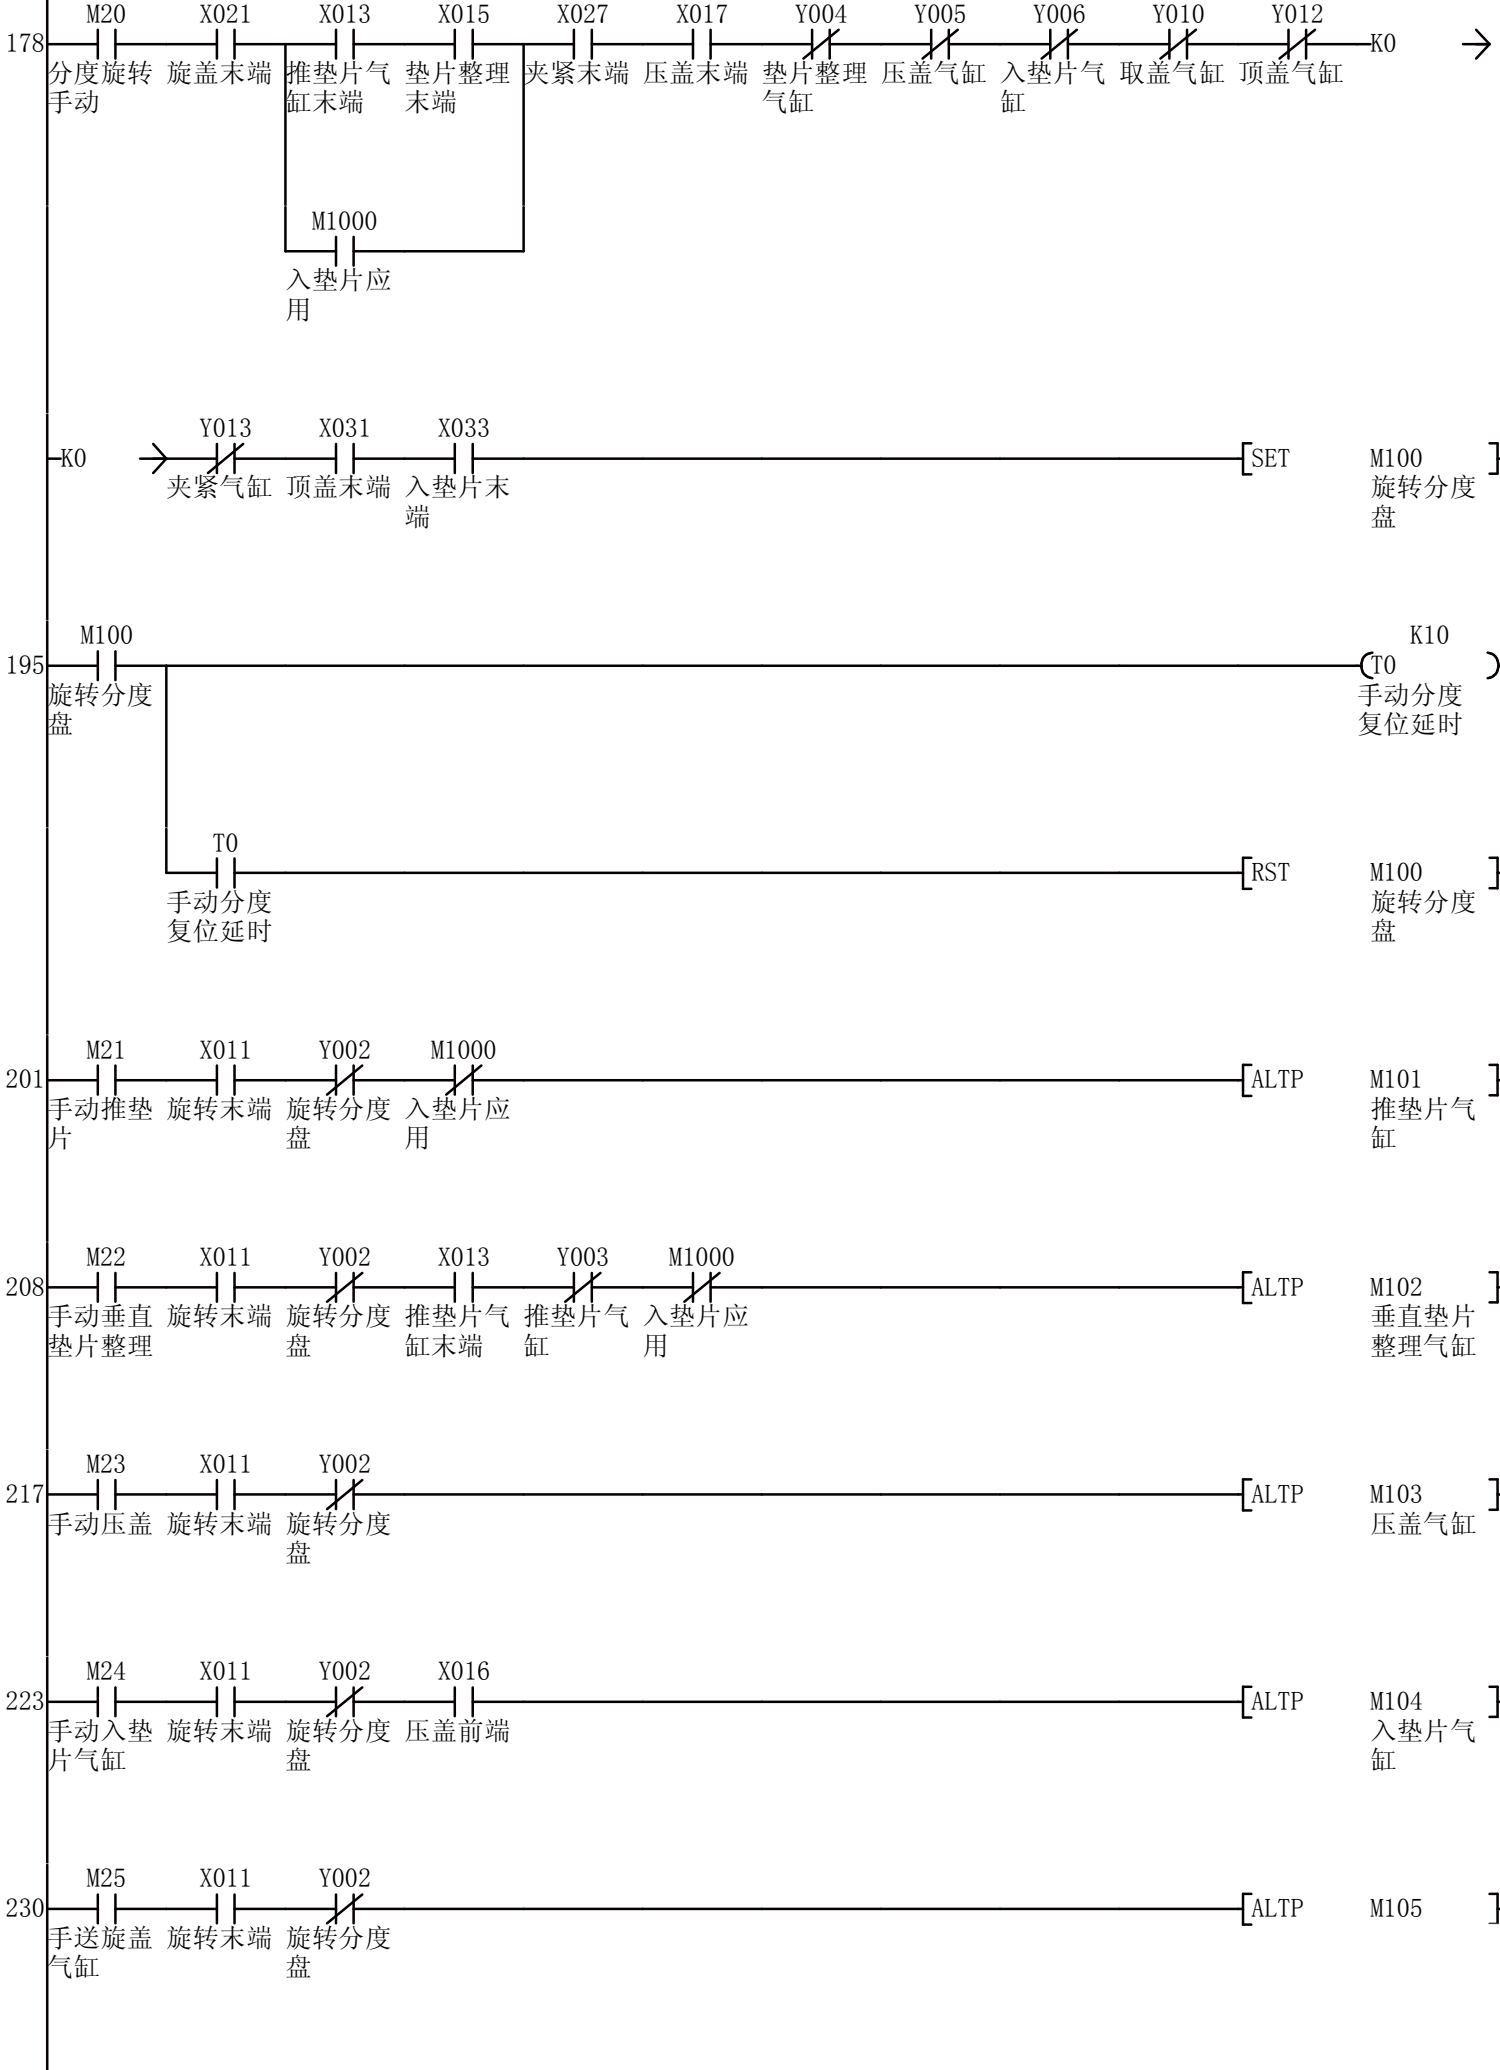 M20 X021 X013 X015 X027 X017 Y004 Y005 Y006 Y010 Y012
178 K0
分度旋转 旋盖末端 推垫片气 垫片整理 夹紧末端 压盖末端 垫片整理 压盖气缸 入垫片气 取盖气缸 顶盖气缸
手动 缸末端 末端 气缸 缸
M1000
入垫片应
用
Y013 X031 X033
K0 SET M100
夹紧气缸 顶盖末端 入垫片末 旋转分度
端 盘
M100 K10
195 T0
旋转分度 手动分度
盘 复位延时
T0
RST M100
手动分度 旋转分度
复位延时 盘
M21 X011 Y002 M1000
201 ALTP M101
手动推垫 旋转末端 旋转分度 入垫片应 推垫片气
片 盘 用 缸
M22 X011 Y002 X013 Y003 M1000
208 ALTP M102
手动垂直 旋转末端 旋转分度 推垫片气 推垫片气 入垫片应 垂直垫片
垫片整理 盘 缸末端 缸 用 整理气缸
M23 X011 Y002
217 ALTP M103
手动压盖 旋转末端 旋转分度 压盖气缸
盘
M24 X011 Y002 X016
223 ALTP M104
手动入垫 旋转末端 旋转分度 压盖前端 入垫片气
片气缸 盘 缸
M25 X011 Y002
230 ALTP M105
手送旋盖 旋转末端 旋转分度
气缸 盘